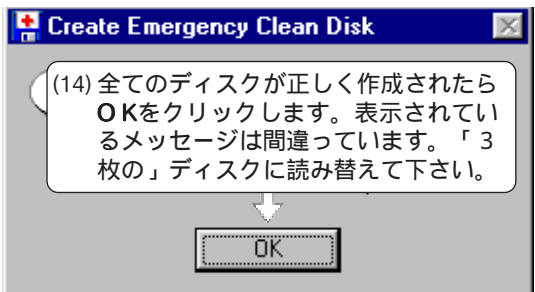 Create Emergency Clean Disk
(14) 全てのディスクが正しく作成されたら
OKをクリックします。表示されてい
るメッセージは間違っています。「3
枚の」ディスクに読み替えて下さい。
OK